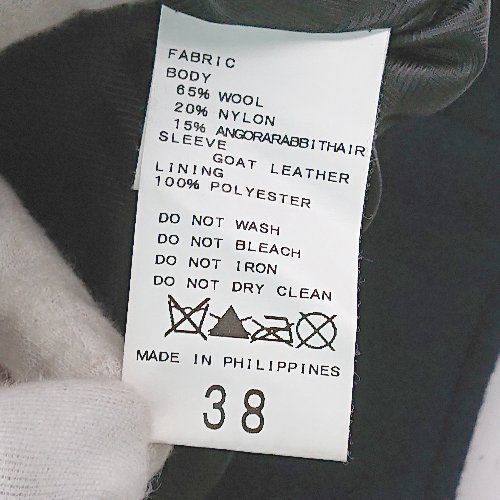 FABRIC
BODY
65% WOOL
20% NYLON
15% ANGORARABBITHAIR
SLEEVE
GOAT LEATHER
LINING
100% POLYESTER
DO NOT WASH
DO NOT BLEACH
DO NOT IRON
DO NOT DRY CLEAN
MADE IN PHILIPPINES
38